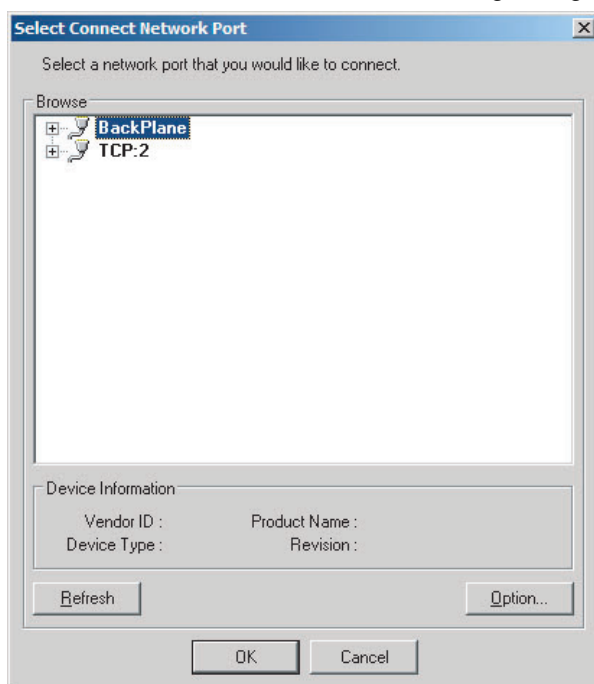 Select Connect Network Port
Select a network port that you would like to connect.
Browse
BackPlane
TCP:2
Device Information
Vendor ID :
Product Name :
Device Type :
Revision :
Refresh
Option...
OK
Cancel